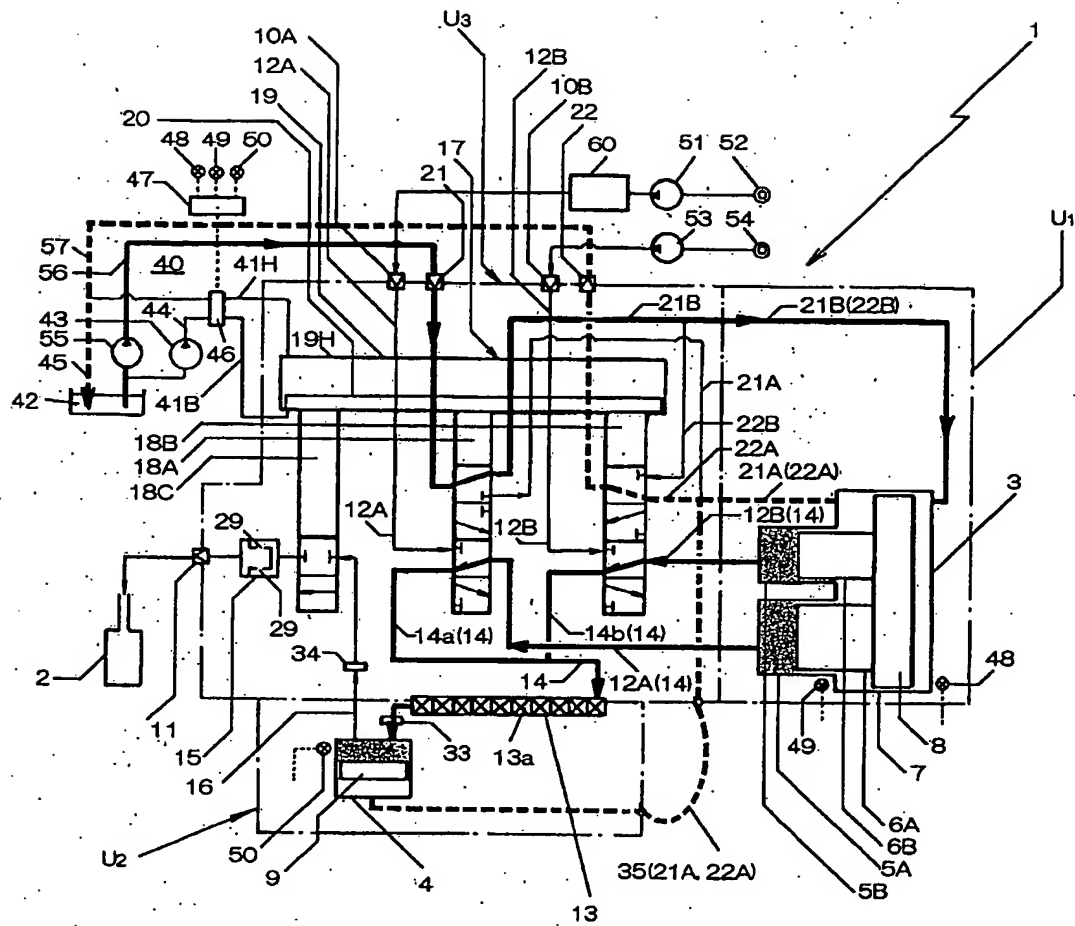 U3
10A
12A
12B
10B
1
19
20
22
48 49 50
17
60
51
52
21
47
53
54
U1
57
40
56
41H
44
21B
21B(22B)
43
46
55
19H
45
21A
42
41B
22B
18B
22A
18A
21A(22A)
18C
3
12A
12B
12B(14)
29
14a(14)
14b(14)
34
29
2
14
12A(14)
48
11
33
13a
49
8
15
7
16
6A
6B
U2
50
9
4
35(21A, 22A)
5A
5B
13